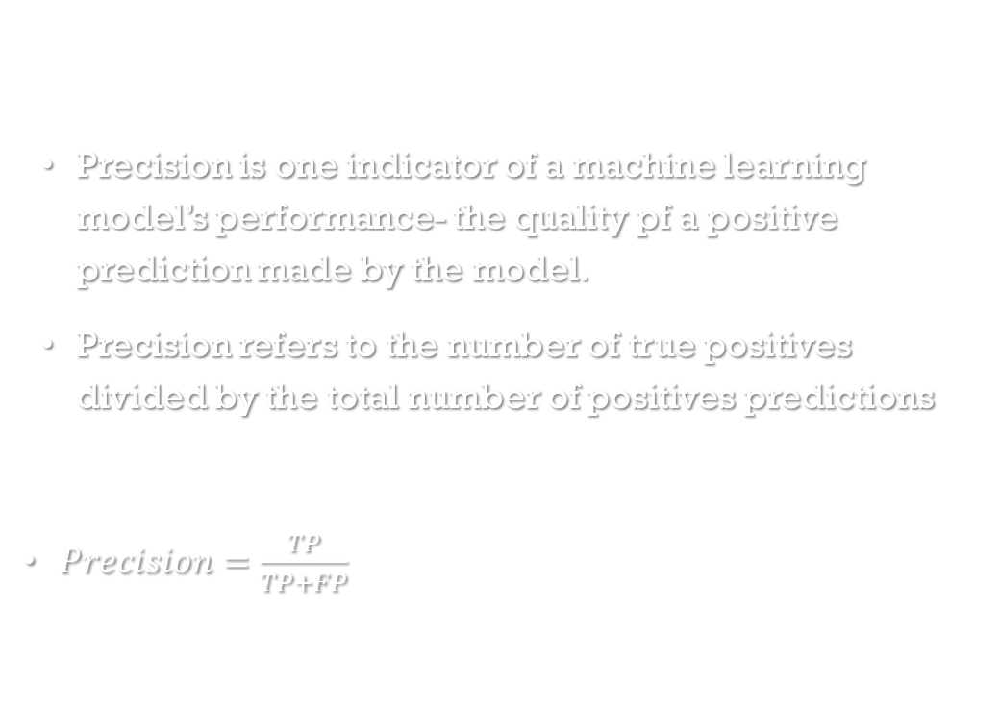 • Precision is one indicator of a machine learning
model’s performance- the quality pf a positive
prediction made by the model.
• Precision refers to the number of true positives
divided by the total number of positives predictions
• Precision = TP / TP+FP